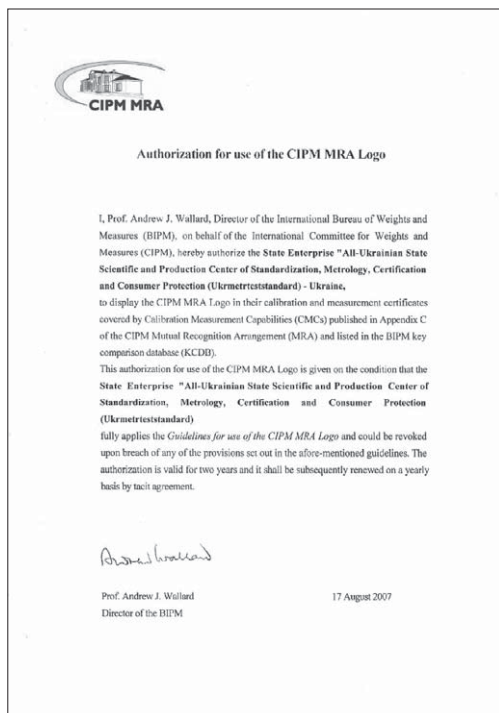 CIPM MRA
Authorization for use of the CIPM MRA Logo
I, Prof. Andrew J. Wallard, Director of the International Bureau of Weights and
Measures (BIPM), on behalf of the International Committee for Weights and
Measures (CIPM), hereby authorize the State Enterprise "All-Ukrainian State
Scientific and Production Center of Standardization, Metrology, Certification
and Consumer Protection (Ukrmetrteststandard) - Ukraine,
to display the CIPM MRA Logo in their calibration and measurement certificates
covered by Calibration Measurement Capabilities (CMCs) published in Appendix C
of the CIPM Mutual Recognition Arrangement (MRA) and listed in the BIPM key
comparison database (KCDB).
This authorization for use of the CIPM MRA Logo is given on the condition that the
State Enterprise "All-Ukrainian State Scientific and Production Center of
Standardization, Metrology, Certification and Consumer Protection
(Ukrmetrteststandard)
fully applies the Guidelines for use of the CIPM MRA Logo and could be revoked
upon breach of any of the provisions set out in the afore-mentioned guidelines. The
authorization is valid for two years and it shall be subsequently renewed on a yearly
basis by tacit agreement.
Andrew Wallard
Prof. Andrew J. Wallard 17 August 2007
Director of the BIPM